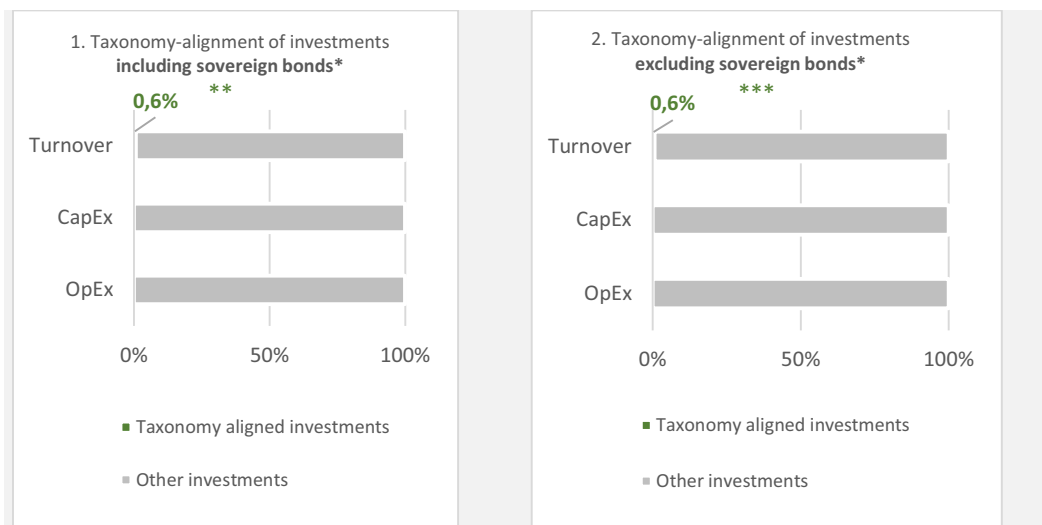 1. Taxonomy-alignment of investments
including sovereign bonds*
**
0,6%
Turnover
CapEx
OpEx
0% 50% 100%
Taxonomy aligned investments
Other investments
2. Taxonomy-alignment of investments
excluding sovereign bonds*
***
0,6%
Turnover
CapEx
OpEx
0% 50% 100%
Taxonomy aligned investments
Other investments